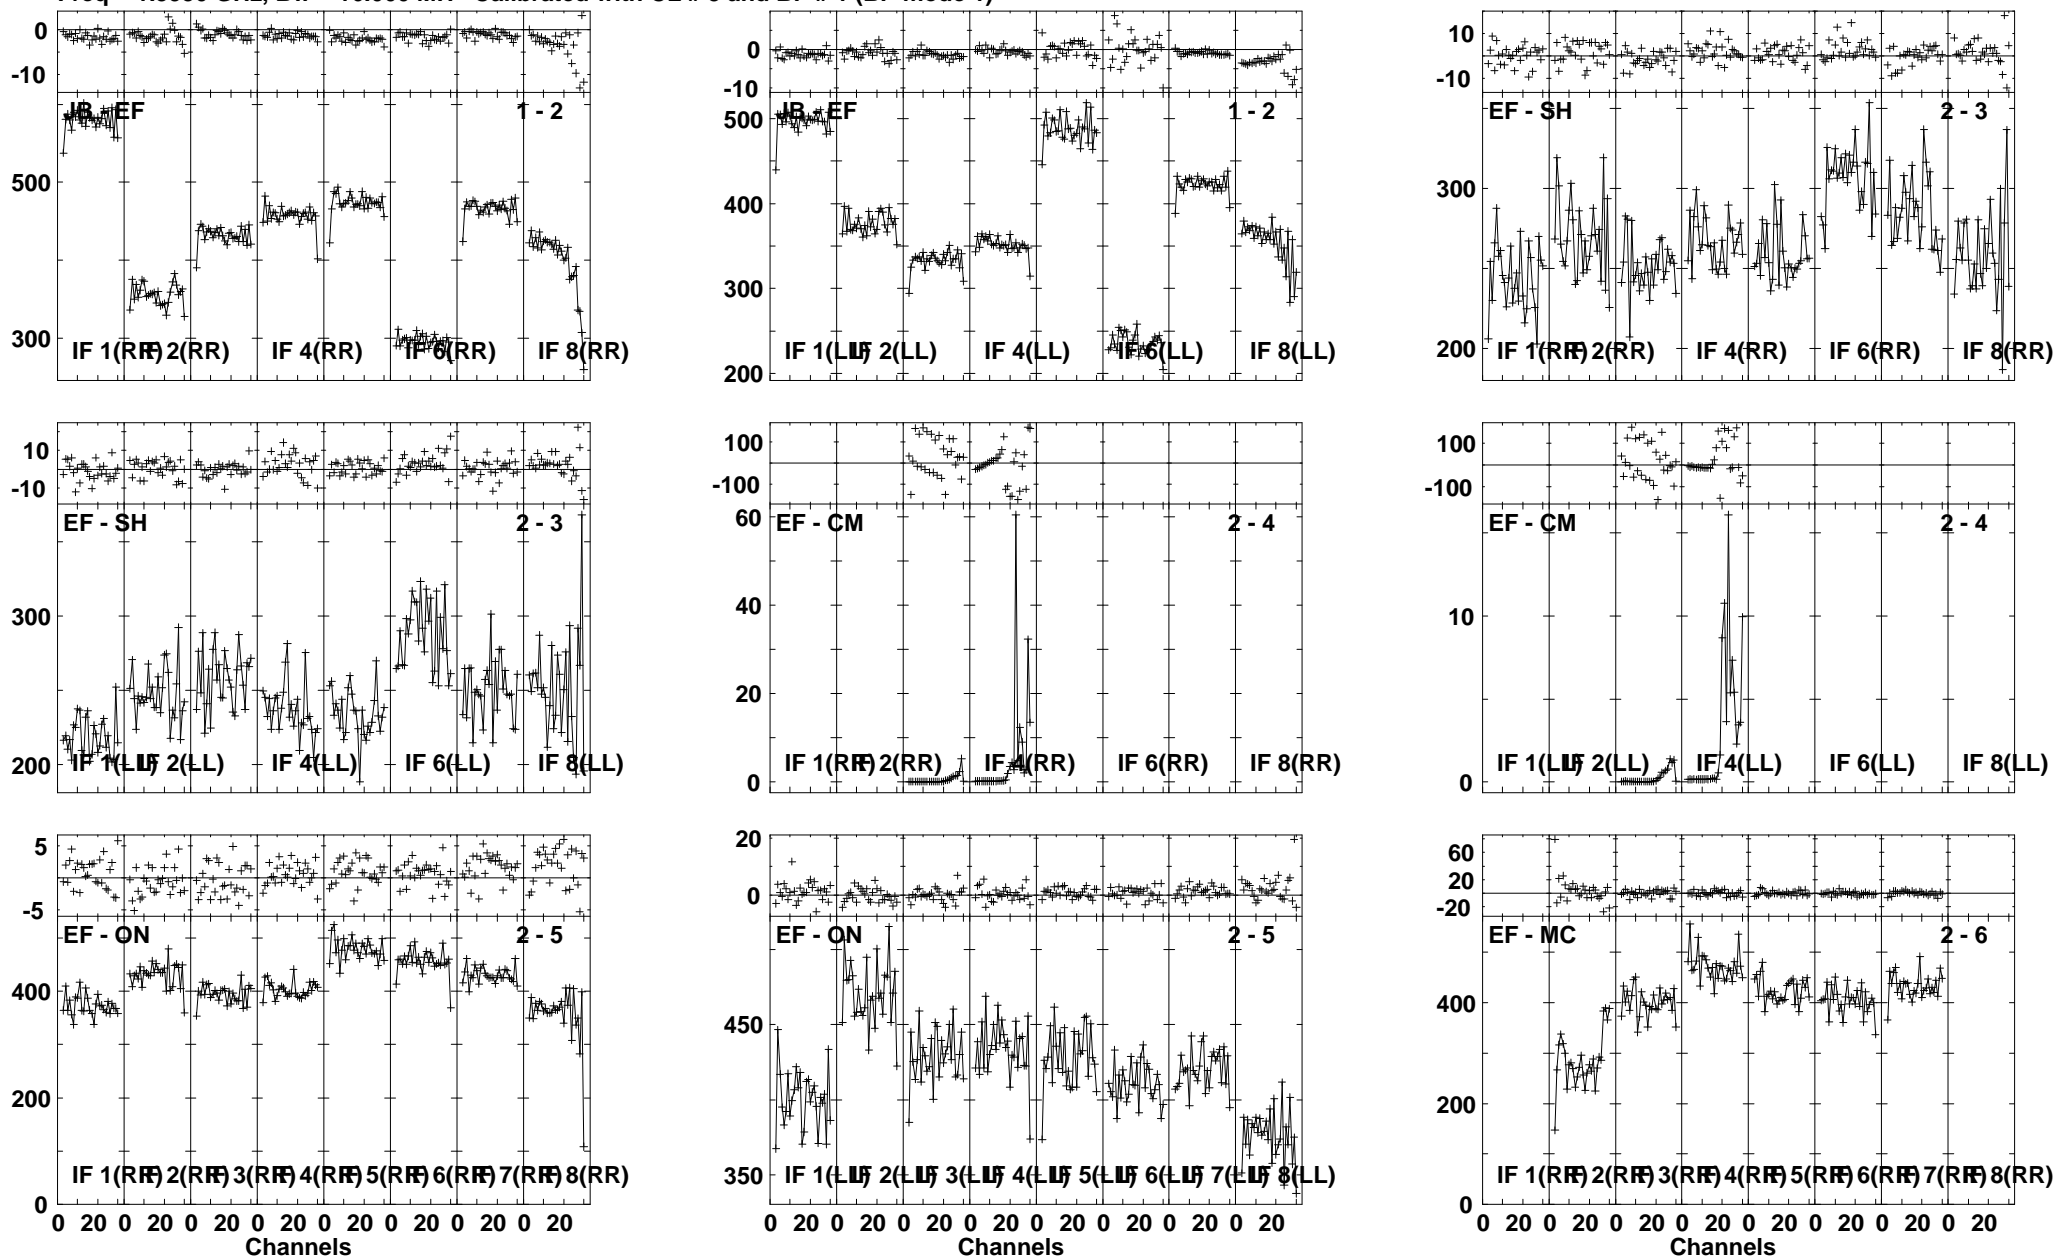 0
-10
JB - EF
1 - 2
500
300
IF 1(RR)
IF 2(RR)
IF 4(RR)
IF 6(RR)
IF 8(RR)
0
-10
JB - EF
1 - 2
500
400
300
200
IF 1(LL)
IF 2(LL)
IF 4(LL)
IF 6(LL)
IF 8(LL)
10
-10
EF - SH
2 - 3
300
200
IF 1(RR)
IF 2(RR)
IF 4(RR)
IF 6(RR)
IF 8(RR)
10
-10
EF - SH
2 - 3
300
200
IF 1(LL)
IF 2(LL)
IF 4(LL)
IF 6(LL)
IF 8(LL)
100
-100
EF - CM
2 - 4
60
40
20
0
IF 1(RR)
IF 2(RR)
IF 4(RR)
IF 6(RR)
IF 8(RR)
100
-100
EF - CM
2 - 4
10
0
IF 1(LL)
IF 2(LL)
IF 4(LL)
IF 6(LL)
IF 8(LL)
5
-5
EF - ON
2 - 5
400
200
0
IF 1(RR)
IF 2(RR)
IF 3(RR)
IF 4(RR)
IF 5(RR)
IF 6(RR)
IF 7(RR)
IF 8(RR)
0 20 0 20 0 20 0 20 0 20 0 20 0 20 0 20
Channels
20
0
EF - ON
2 - 5
450
350
IF 1(LL)
IF 2(LL)
IF 3(LL)
IF 4(LL)
IF 5(LL)
IF 6(LL)
IF 7(LL)
IF 8(LL)
0 20 0 20 0 20 0 20 0 20 0 20 0 20 0 20
Channels
60
20
-20
EF - MC
2 - 6
400
200
0
IF 1(RR)
IF 2(RR)
IF 3(RR)
IF 4(RR)
IF 5(RR)
IF 6(RR)
IF 7(RR)
IF 8(RR)
0 20 0 20 0 20 0 20 0 20 0 20 0 20 0 20
Channels